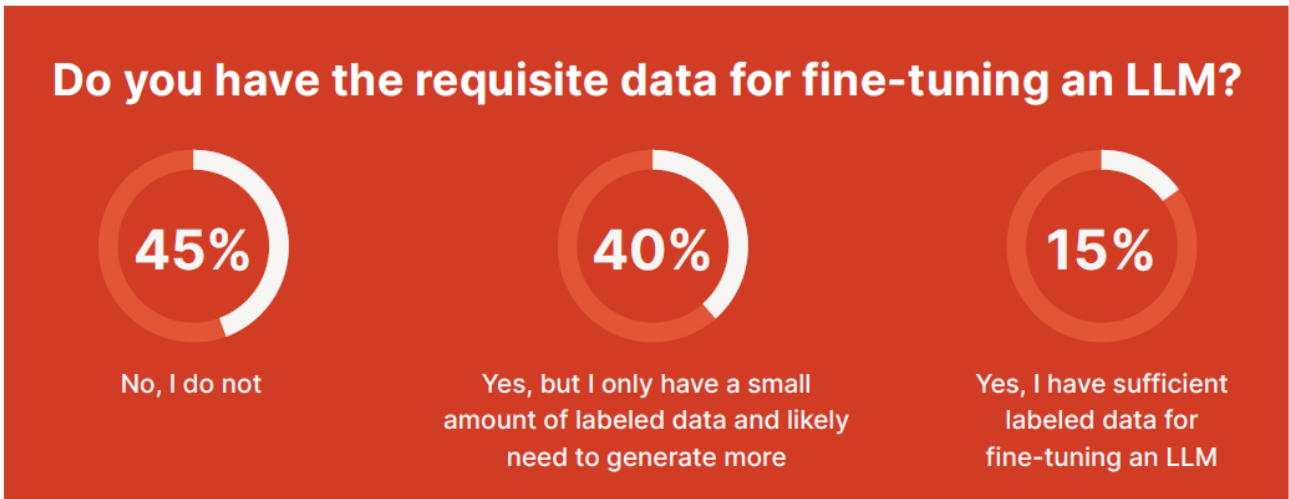 Do you have the requisite data for fine-tuning an LLM?
45%
40%
15%
No, I do not
Yes, but I only have a small
amount of labeled data and likely
need to generate more
Yes, I have sufficient
labeled data for
fine-tuning an LLM